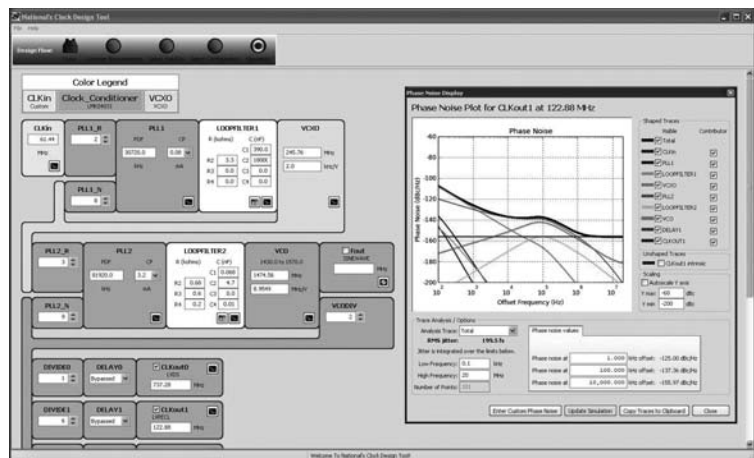 National's Clock Design Tool
File Help
Design Flow:
Color Legend
CLKin Clock_Conditioner VCXO
Custom LMK04031 VCXO
CLKin
61.44
MHz
PLL1_R
2
PLL1_N
8
PLL1
PDF CP
30720.0 0.08
kHz mA
LOOPFILTER1
R (kohms) C (nF)
C1 390.0
R2 3.3 C2
R3 0.0 C3 0.0
R4 0.0 C4 0.0
VCXO
245.76
MHz
2.0
kHz/V
PLL2_R
3
PLL2_N
9
PLL2
PDF CP
81920.0 3.2
kHz mA
LOOPFILTER2
R (kohms) C (nF)
C1 0.068
R2 0.68 C2 4.7
R3 0.6 C3 0.0
R4 0.2 C4 0.01
VCO
1430.0 to 1570.0
1474.56
MHz
8.9549
MHz/V
Fout
SINEWAVE
MHz
VCODIV
2
DIVIDE0
1
DELAY0
Bypassed
CLKout0
LVDS
737.28
MHz
DIVIDE1
6
DELAY1
Bypassed
CLKout1
LVPECL
122.88
MHz
Phase Noise Display
Phase Noise Plot for CLKout1 at 122.88 MHz
Phase Noise
Phase Noise (dBc/Hz)
-60
-80
-100
-120
-140
-160
-180
-200
Offset Frequency (Hz)
Shaped Traces
Visible Contributor
Total
CLKin
PLL1
LOOPFILTER1
VCXO
PLL2
LOOPFILTER2
VCO
DELAY1
CLKOUT1
Unshaped Traces
CLKout1 intrinsic
Scaling
Autoscale Y axis
Y max -60 dBc
Y min -200 dBc
Trace Analysis / Options
Analysis Trace: Total
RMS jitter: 195.5 fs
Jitter is integrated over the limits below.
Low-Frequency: 0.1 kHz
High-Frequency: 20 MHz
Number of Points:
Phase noise values
Phase noise at 1.000 kHz offset: -125.00 dBc/Hz
Phase noise at 100.000 kHz offset: -137.36 dBc/Hz
Phase noise at 10,000.000 kHz offset: -155.97 dBc/Hz
Enter Custom Phase Noise Update Simulation Copy Traces to Clipboard Close
Welcome To National's Clock Design Tool!